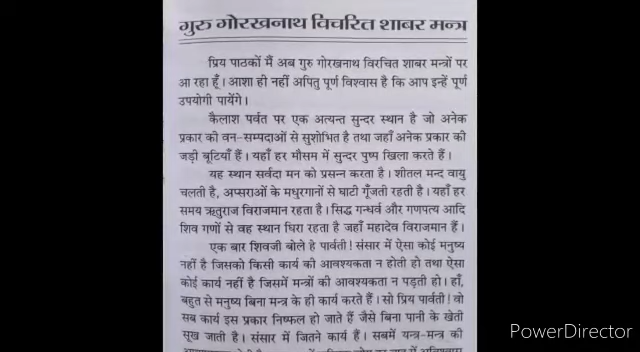 गुरु गोरखनाथ विचरित शाबर मन्त्र
प्रिय पाठकों मैं अब गुरु गोरखनाथ विरचित शाबर मन्त्रों पर
आ रहा हूँ। आशा ही नहीं अपितु पूर्ण विश्वास है कि आप इन्हें पूर्ण
उपयोगी पायेंगे।
कैलाश पर्वत पर एक अत्यन्त सुन्दर स्थान है जो अनेक
प्रकार की वन-सम्पदाओं से सुशोभित है तथा जहाँ अनेक प्रकार की
जड़ी बूटियाँ हैं। यहाँ हर मौसम में सुन्दर पुष्प खिला करते हैं।
यह स्थान सर्वदा मन को प्रसन्न करता है। शीतल मन्द वायु
चलती है, अप्सराओं के मधुरगानों से घाटी गूँजती रहती है। यहाँ हर
समय ऋतुराज विराजमान रहता है। सिद्ध गन्धर्व और गणपत्य आदि
शिव गणों से वह स्थान घिरा रहता है जहाँ महादेव विराजमान हैं।
एक बार शिवजी बोले हे पार्वती! संसार में ऐसा कोई मनुष्य
नहीं है जिसको किसी कार्य की आवश्यकता न होती हो तथा ऐसा
कोई कार्य नहीं है जिसमें मन्त्रों की आवश्यकता न पड़ती हो। हाँ,
बहुत से मनुष्य बिना मन्त्र के ही कार्य करते हैं। सो प्रिय पार्वती! वो
सब कार्य इस प्रकार निष्फल हो जाते हैं जैसे बिना पानी के खेती
सूख जाती है। संसार में जितने कार्य हैं। सबमें यन्त्र-मन्त्र की
PowerDirector